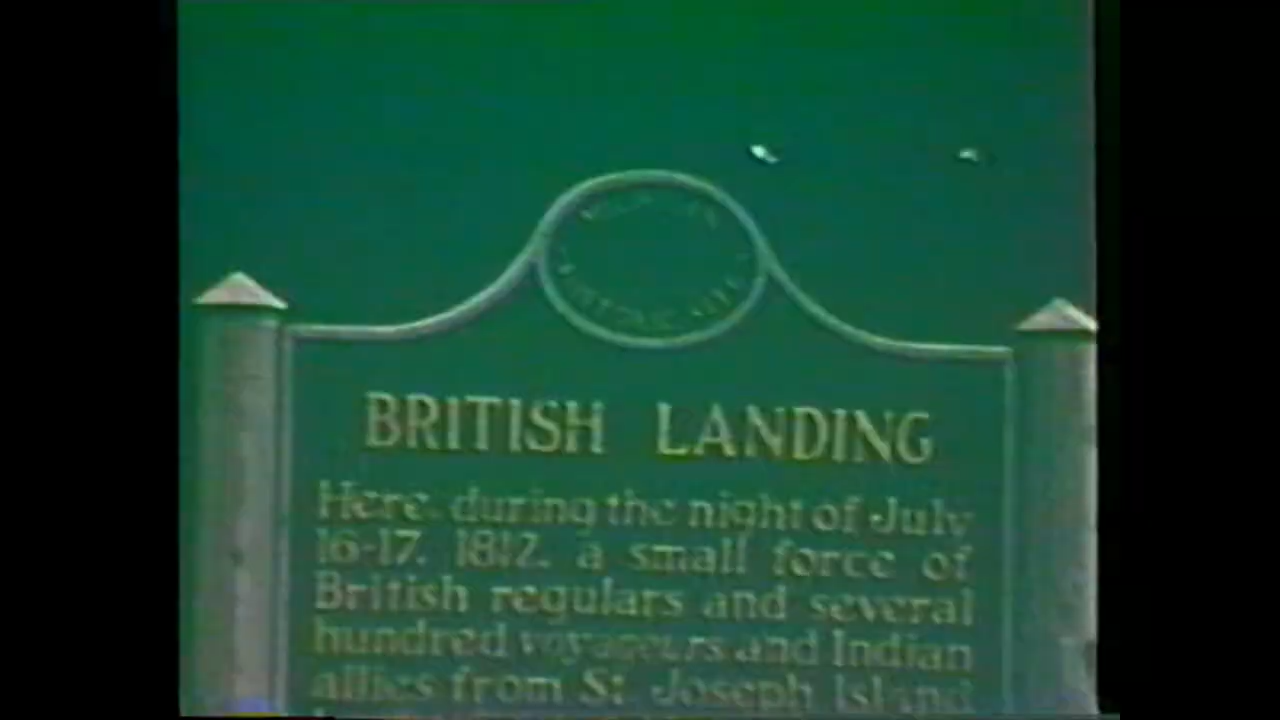 BRITISH LANDING
Here, during the night of July
16-17, 1812, a small force of
British regulars and several
hundred voyageurs and Indian
allies from St. Joseph Island